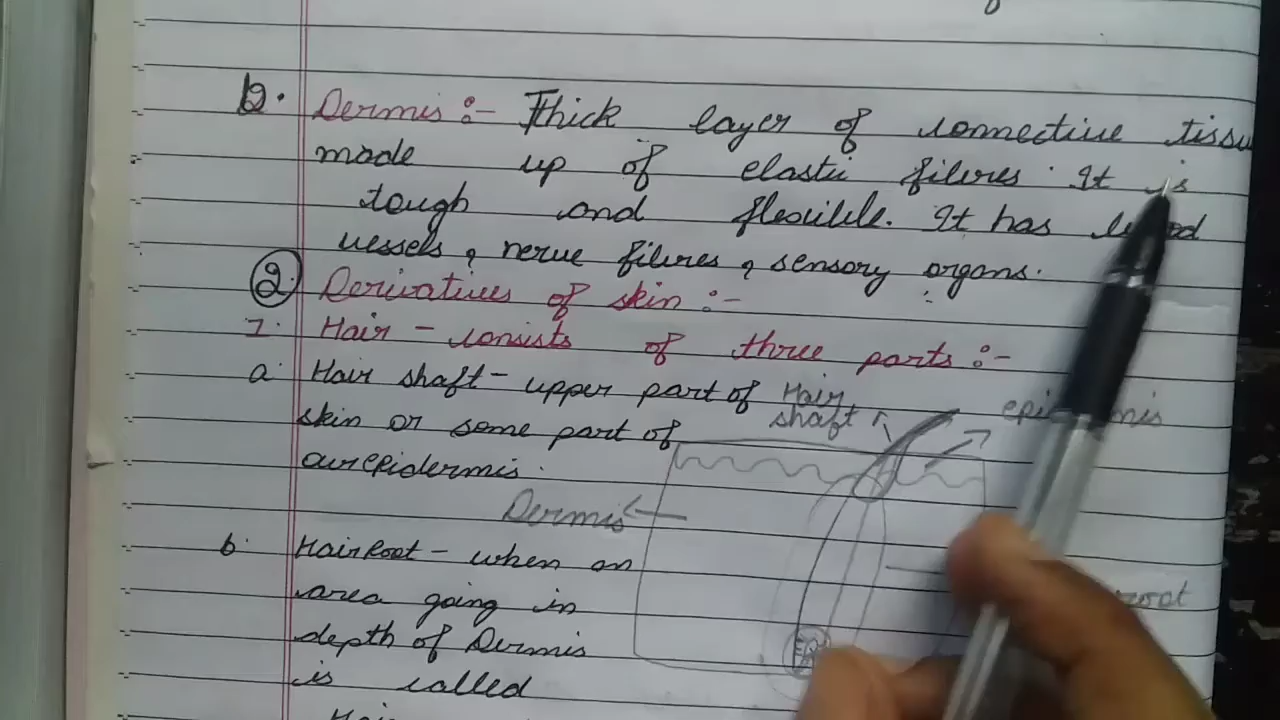 b. Dermis :- Thick layer of connective tissu
made up of elastic fibres. It is
tough and flexible. It has
vessels, nerve fibres, sensory organs.
2. Derivatives of skin :-
1. Hair - consists of three parts :-
a. Hair shaft - upper part of
skin or some part of
our epidermis.
Hair
shaft
epidermis
Dermis
b. Hair Root - when an
area going in
depth of Dermis
is called
root
Hair